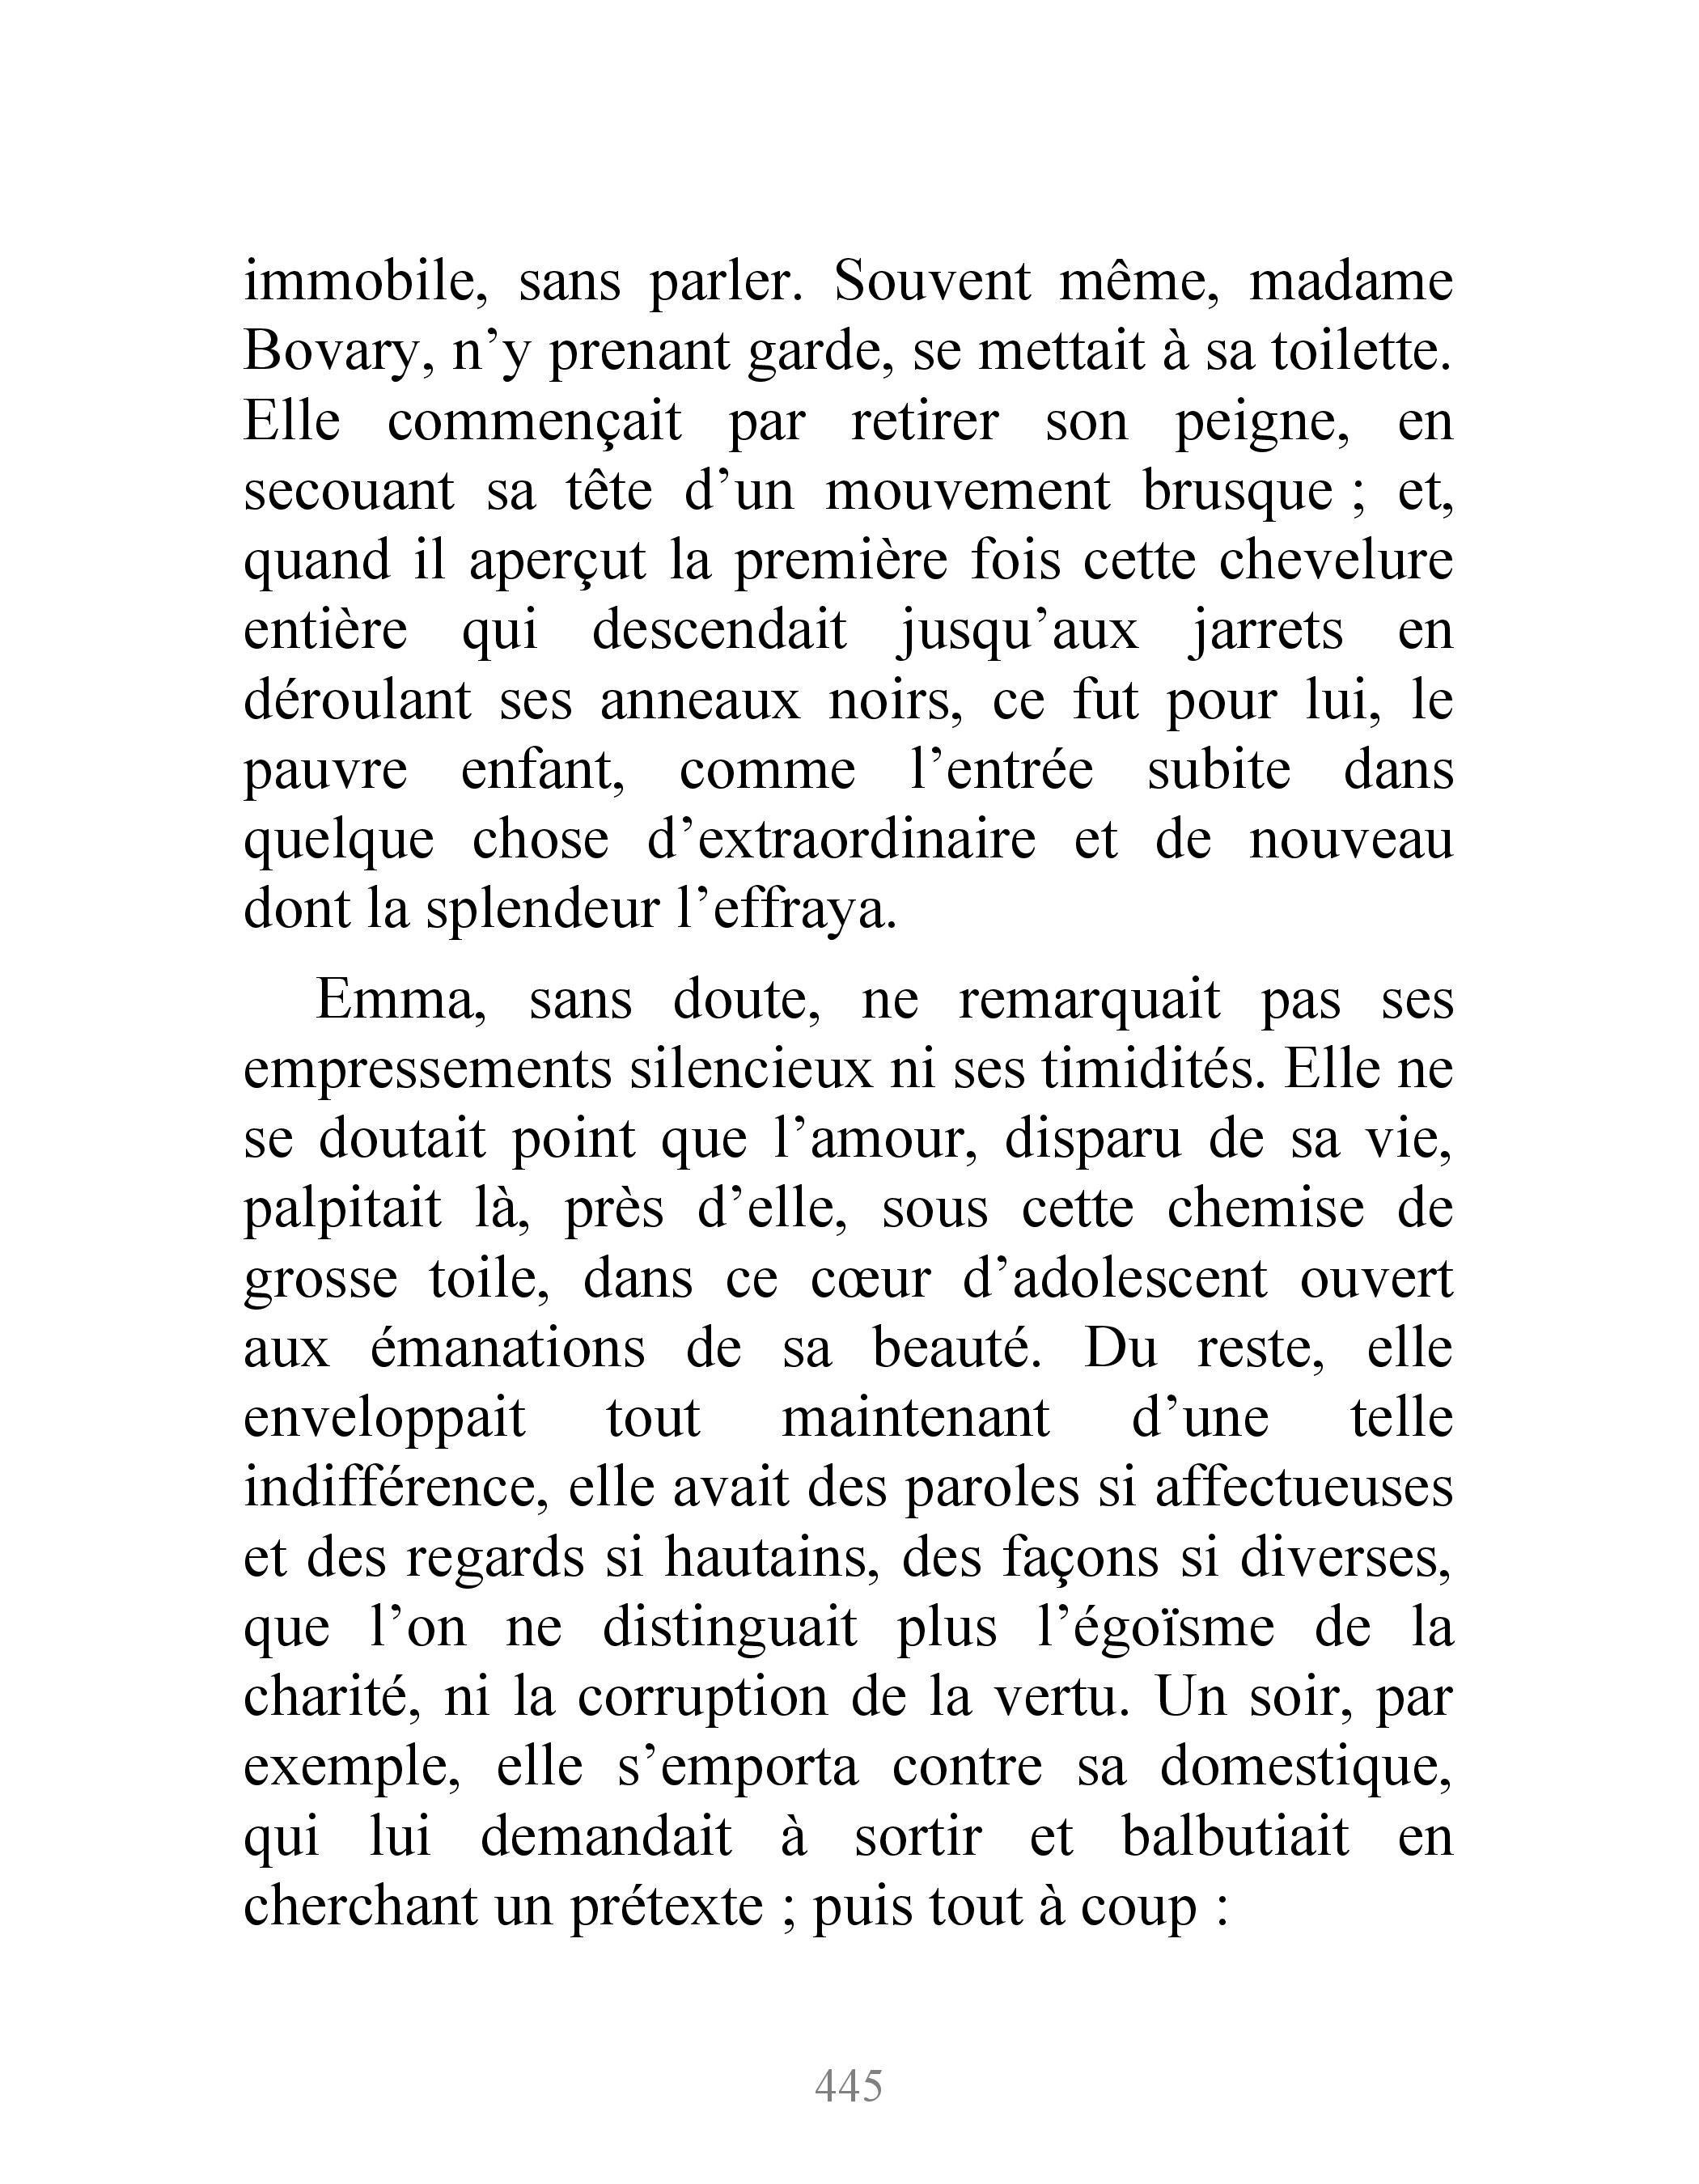 immobile, sans parler. Souvent même, madame
Bovary, n’y prenant garde, se mettait à sa toilette.
Elle commençait par retirer son peigne, en
secouant sa tête d’un mouvement brusque ; et,
quand il aperçut la première fois cette chevelure
entière qui descendait jusqu’aux jarrets en
déroulant ses anneaux noirs, ce fut pour lui, le
pauvre enfant, comme l’entrée subite dans
quelque chose d’extraordinaire et de nouveau
dont la splendeur l’effraya.
Emma, sans doute, ne remarquait pas ses
empressements silencieux ni ses timidités. Elle ne
se doutait point que l’amour, disparu de sa vie,
palpitait là, près d’elle, sous cette chemise de
grosse toile, dans ce cœur d’adolescent ouvert
aux émanations de sa beauté. Du reste, elle
enveloppait tout maintenant d’une telle
indifférence, elle avait des paroles si affectueuses
et des regards si hautains, des façons si diverses,
que l’on ne distinguait plus l’égoïsme de la
charité, ni la corruption de la vertu. Un soir, par
exemple, elle s’emporta contre sa domestique,
qui lui demandait à sortir et balbutiait en
cherchant un prétexte ; puis tout à coup :
445